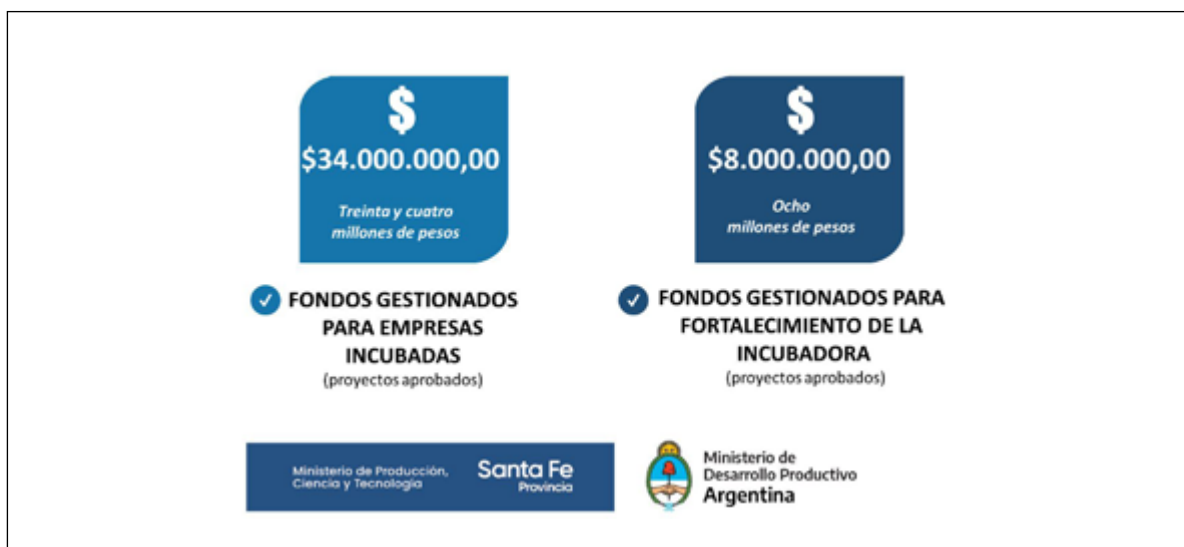 $
$34.000.000,00
Treinta y cuatro
millones de pesos
FONDOS GESTIONADOS
PARA EMPRESAS
INCUBADAS
(proyectos aprobados)
$
$8.000.000,00
Ocho
millones de pesos
FONDOS GESTIONADOS PARA
FORTALECIMIENTO DE LA
INCUBADORA
(proyectos aprobados)
Ministerio de Producción,
Ciencia y Tecnología
Santa Fe
Provincia
Ministerio de
Desarrollo Productivo
Argentina